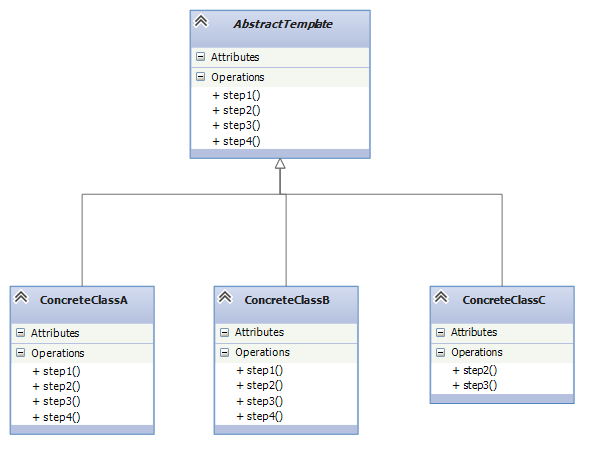 AbstractTemplate
Attributes
Operations
+ step1()
+ step2()
+ step3()
+ step4()
ConcreteClassA
Attributes
Operations
+ step1()
+ step2()
+ step3()
+ step4()
ConcreteClassB
Attributes
Operations
+ step1()
+ step2()
+ step3()
+ step4()
ConcreteClassC
Attributes
Operations
+ step2()
+ step3()